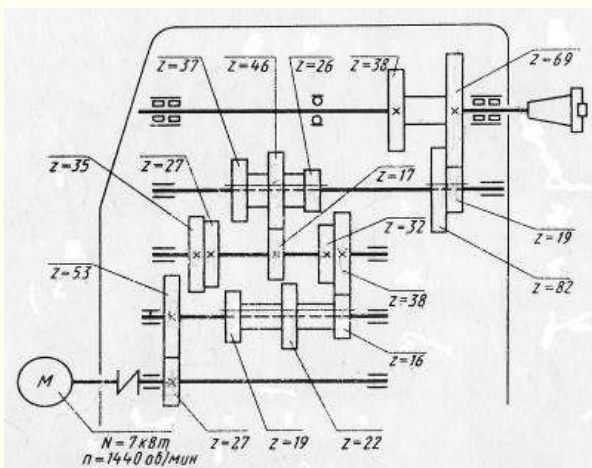 z=37
z=46
z=26
z=38
z=69
z=35
z=27
z=17
z=32
z=53
z=38
z=19
z=82
z=16
М
N = 7 квт
n=1440 об/мин
z=27
z=19
z=22